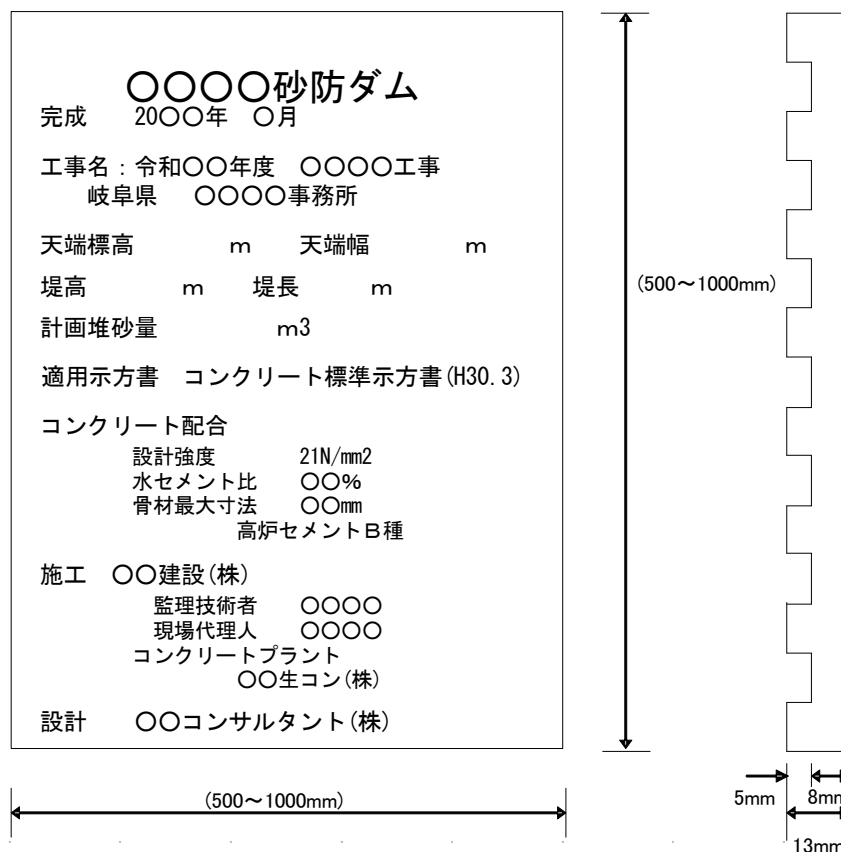 〇〇〇〇砂防ダム
完成　　20〇〇年　〇月
工事名：令和〇〇年度　〇〇〇〇工事
岐阜県　〇〇〇〇事務所
天端標高　　　　ｍ　　天端幅　　　　ｍ
堤高　　　　ｍ　　堤長　　　ｍ
計画堆砂量　　　　　ｍ3
適用示方書　コンクリート標準示方書(H30.3)
コンクリート配合
設計強度　　　　21N/mm2
水セメント比　　〇〇%
骨材最大寸法　　〇〇mm
高炉セメントＢ種
施工　〇〇建設(株)
監理技術者　　〇〇〇〇
現場代理人　　〇〇〇〇
コンクリートプラント
〇〇生コン(株)
設計　　〇〇コンサルタント(株)
(500～1000mm)
(500～1000mm)
5mm
8mm
13mm